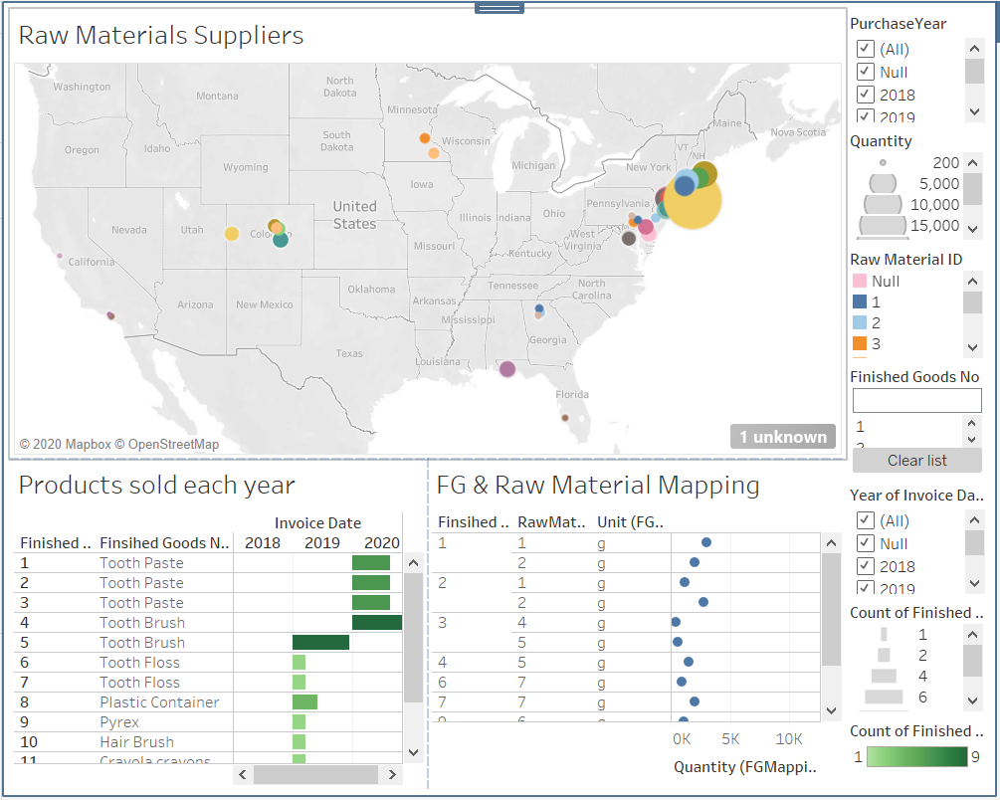 Raw Materials Suppliers
Washington
Montana
North Dakota
Minnesota
Maine
Nova Scotia
Oregon
Idaho
South Dakota
Wisconsin
VT
NH
Wyoming
Michigan
New York
Iowa
Pennsylvania
Nevada
Utah
United States
Illinois
Indiana
Ohio
West Virginia
California
Missouri
Kentucky
Arizona
New Mexico
Oklahoma
Tennessee
North Carolina
Arkansas
Mississippi
Georgia
Texas
Louisiana
Florida
© 2020 Mapbox © OpenStreetMap
1 unknown
PurchaseYear
(All)
Null
2018
2019
Quantity
200
5,000
10,000
15,000
Raw Material ID
Null
1
2
3
Finished Goods No
1
2
Clear list
Year of Invoice Da..
(All)
Null
2018
2019
Count of Finished ..
1
2
4
6
Count of Finished ..
1 9
Products sold each year
Invoice Date
Finished .. Finsihed Goods N.. 2018 2019 2020
1 Tooth Paste
2 Tooth Paste
3 Tooth Paste
4 Tooth Brush
5 Tooth Brush
6 Tooth Floss
7 Tooth Floss
8 Plastic Container
9 Pyrex
10 Hair Brush
11 Crayola crayons
FG & Raw Material Mapping
Finsihed .. RawMat.. Unit (FG..
1 1 g
2 g
2 1 g
2 g
3 4 g
5 g
4 5 g
6 7 g
7 7 g
9 6 g
0K 5K 10K
Quantity (FGMappi..